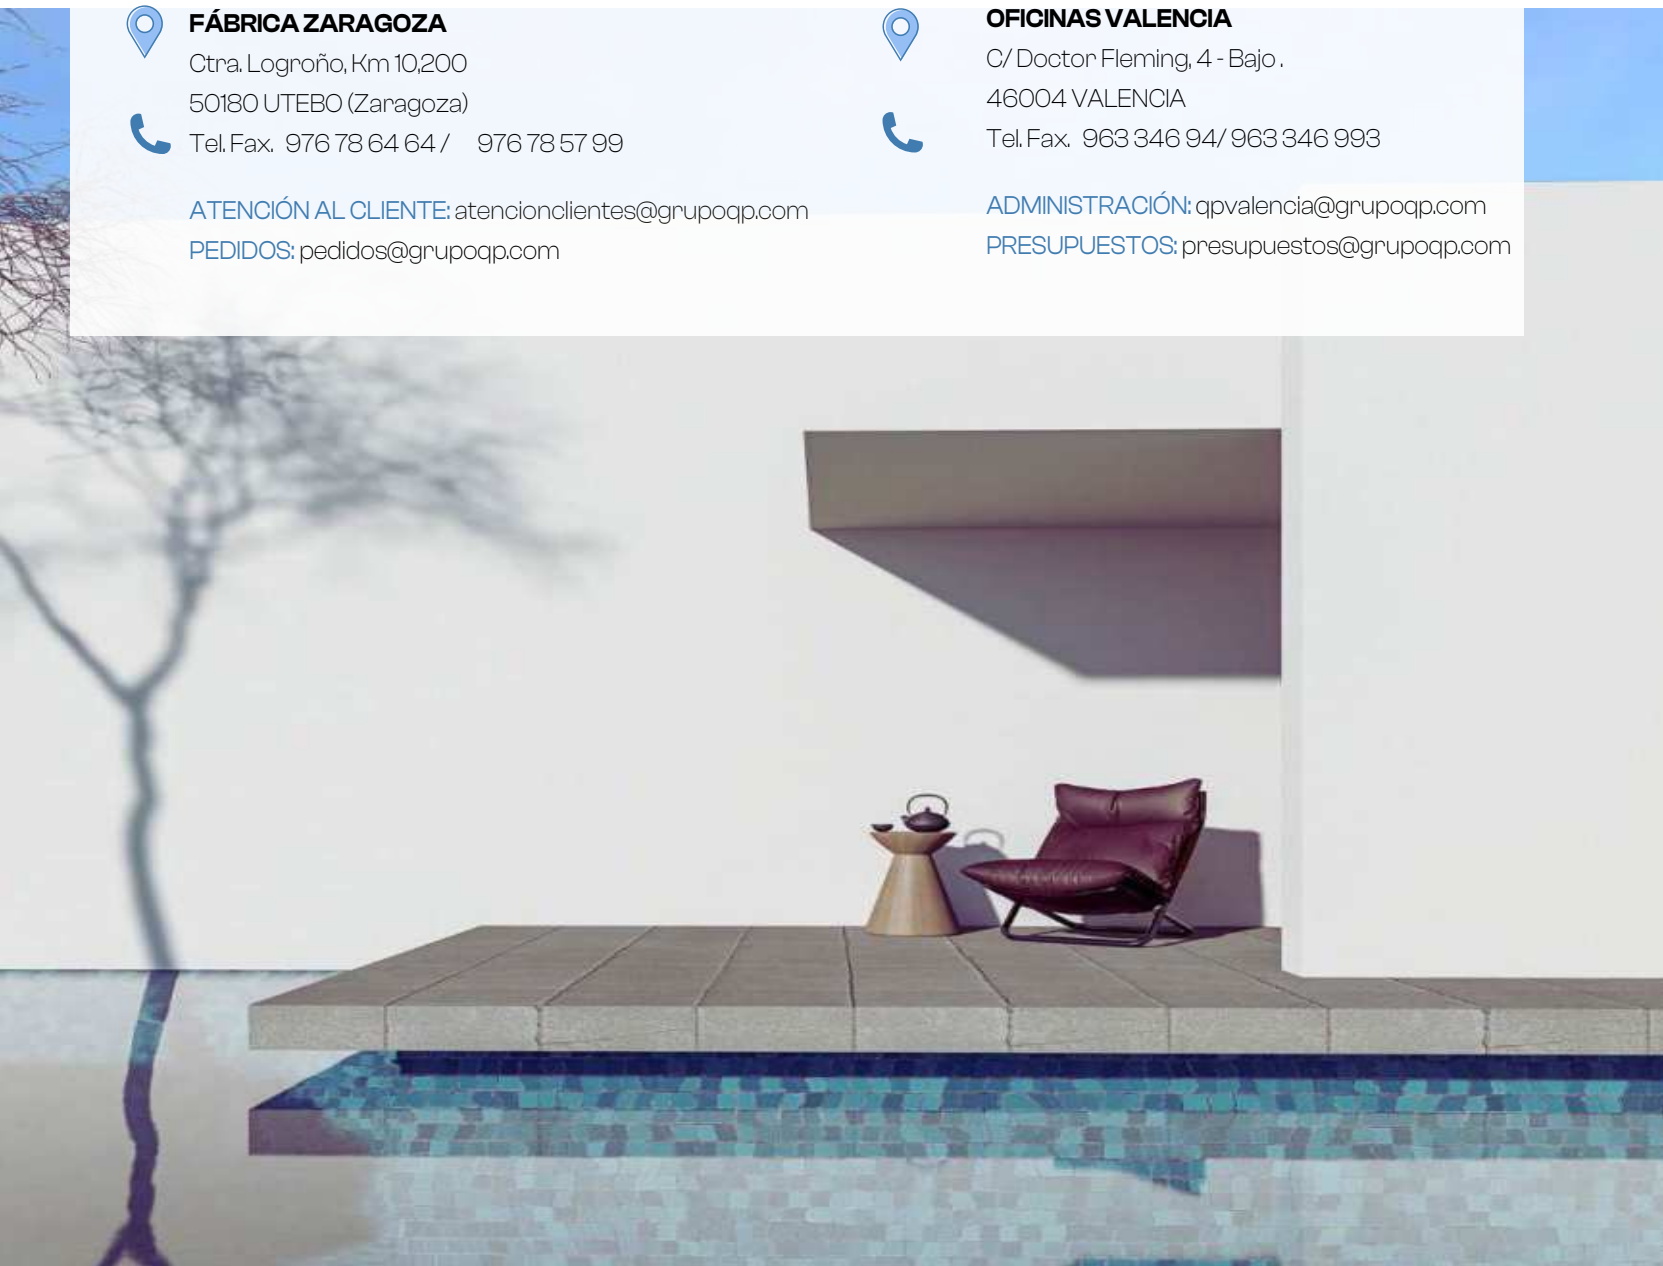 FÁBRICA ZARAGOZA
Ctra. Logroño, Km 10,200
50180 UTEBO (Zaragoza)
Tel. Fax. 976 78 64 64 / 976 78 57 99
ATENCIÓN AL CLIENTE: atencionclientes@grupoqp.com
PEDIDOS: pedidos@grupoqp.com
OFICINAS VALENCIA
C/ Doctor Fleming, 4 - Bajo .
46004 VALENCIA
Tel. Fax. 963 346 94/ 963 346 993
ADMINISTRACIÓN: qpvalencia@grupoqp.com
PRESUPUESTOS: presupuestos@grupoqp.com